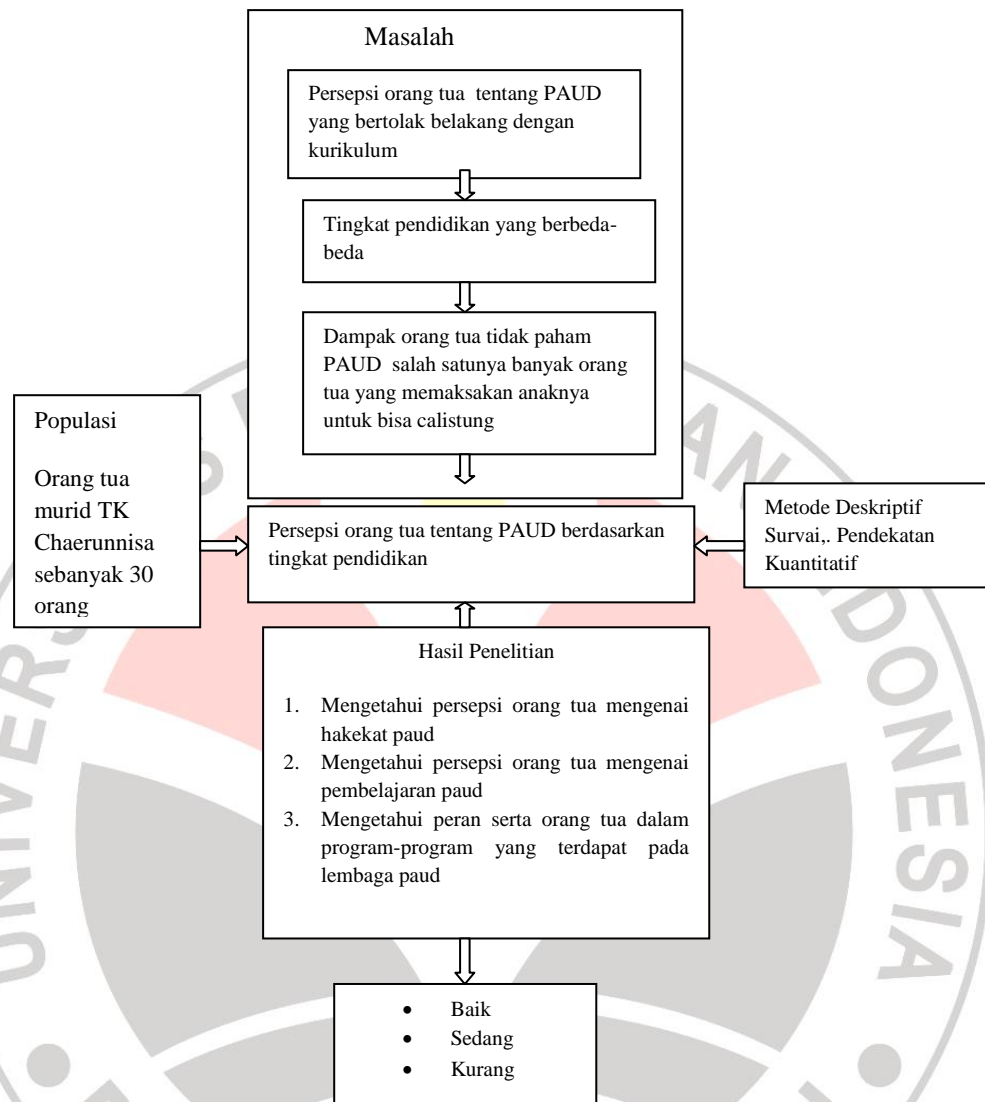 Masalah
Persepsi orang tua tentang PAUD
yang bertolak belakang dengan
kurikulum
Tingkat pendidikan yang berbeda-
beda
Dampak orang tua tidak paham
PAUD salah satunya banyak orang
tua yang memaksakan anaknya
untuk bisa calistung
Populasi
Orang tua
murid TK
Chaerunnisa
sebanyak 30
orang
Persepsi orang tua tentang PAUD berdasarkan
tingkat pendidikan
Metode Deskriptif
Survai,. Pendekatan
Kuantitatif
Hasil Penelitian
1. Mengetahui persepsi orang tua mengenai
hakekat paud
2. Mengetahui persepsi orang tua mengenai
pembelajaran paud
3. Mengetahui peran serta orang tua dalam
program-program yang terdapat pada
lembaga paud
• Baik
• Sedang
• Kurang